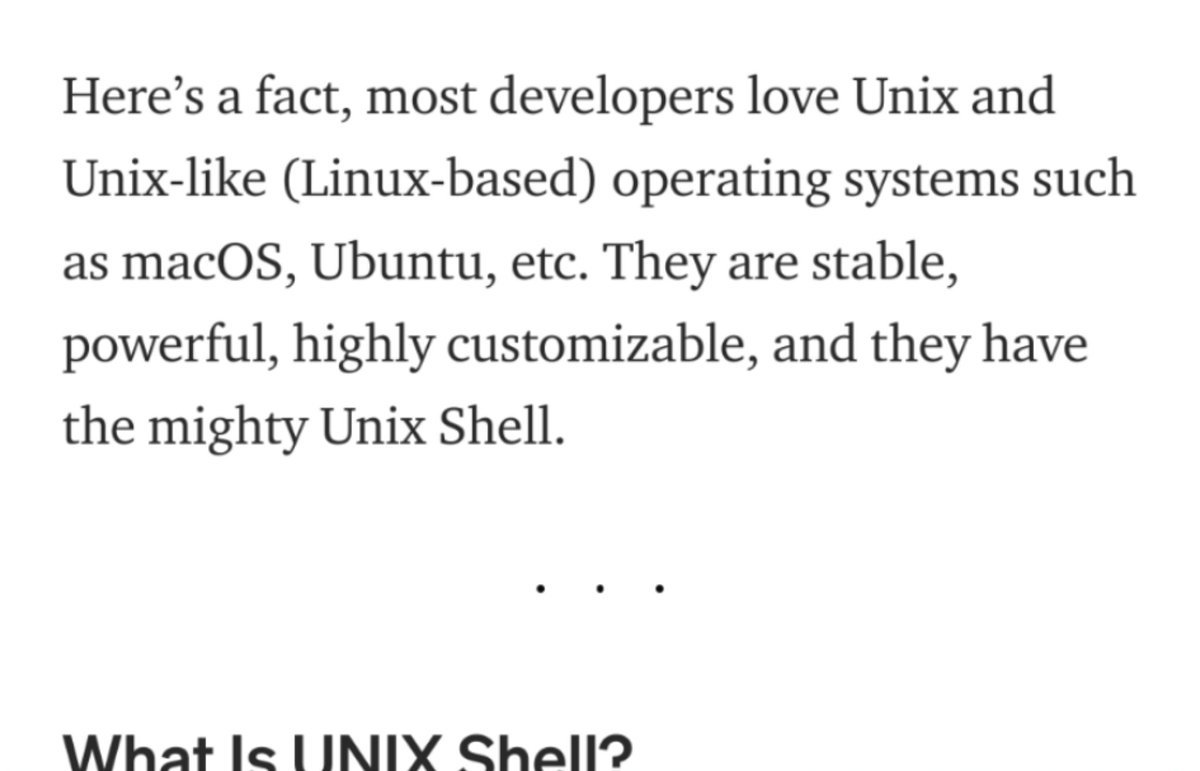 Here’s a fact, most developers love Unix and
Unix-like (Linux-based) operating systems such
as macOS, Ubuntu, etc. They are stable,
powerful, highly customizable, and they have
the mighty Unix Shell.
. . .
What Is UNIX Shell?